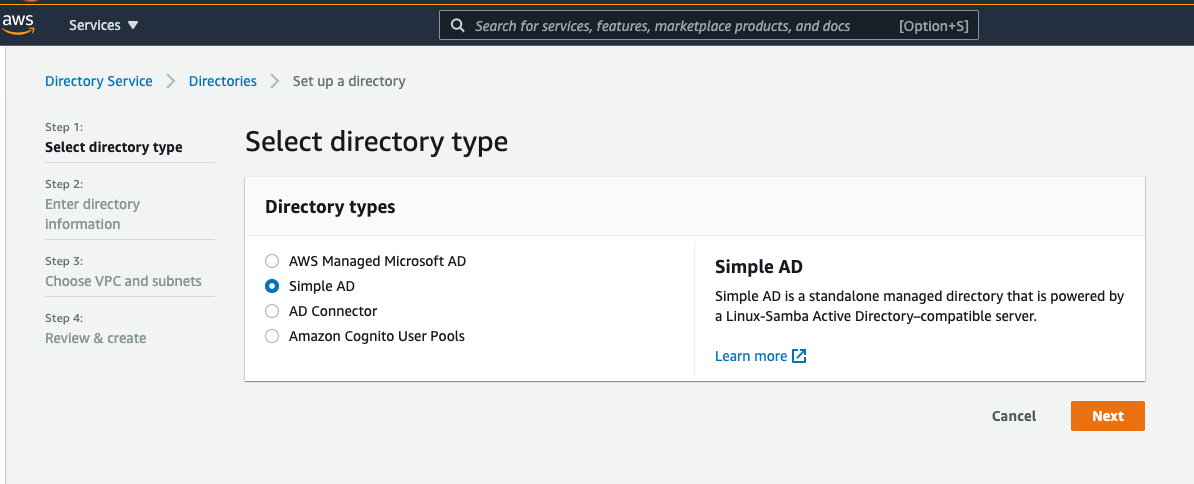 aws
Services
Search for services, features, marketplace products, and docs
[Option+S]
Directory Service
Directories
Set up a directory
Step 1:
Select directory type
Step 2:
Enter directory
information
Step 3:
Choose VPC and subnets
Step 4:
Review & create
Select directory type
Directory types
AWS Managed Microsoft AD
Simple AD
AD Connector
Amazon Cognito User Pools
Simple AD
Simple AD is a standalone managed directory that is powered by
a Linux-Samba Active Directory–compatible server.
Learn more
Cancel
Next